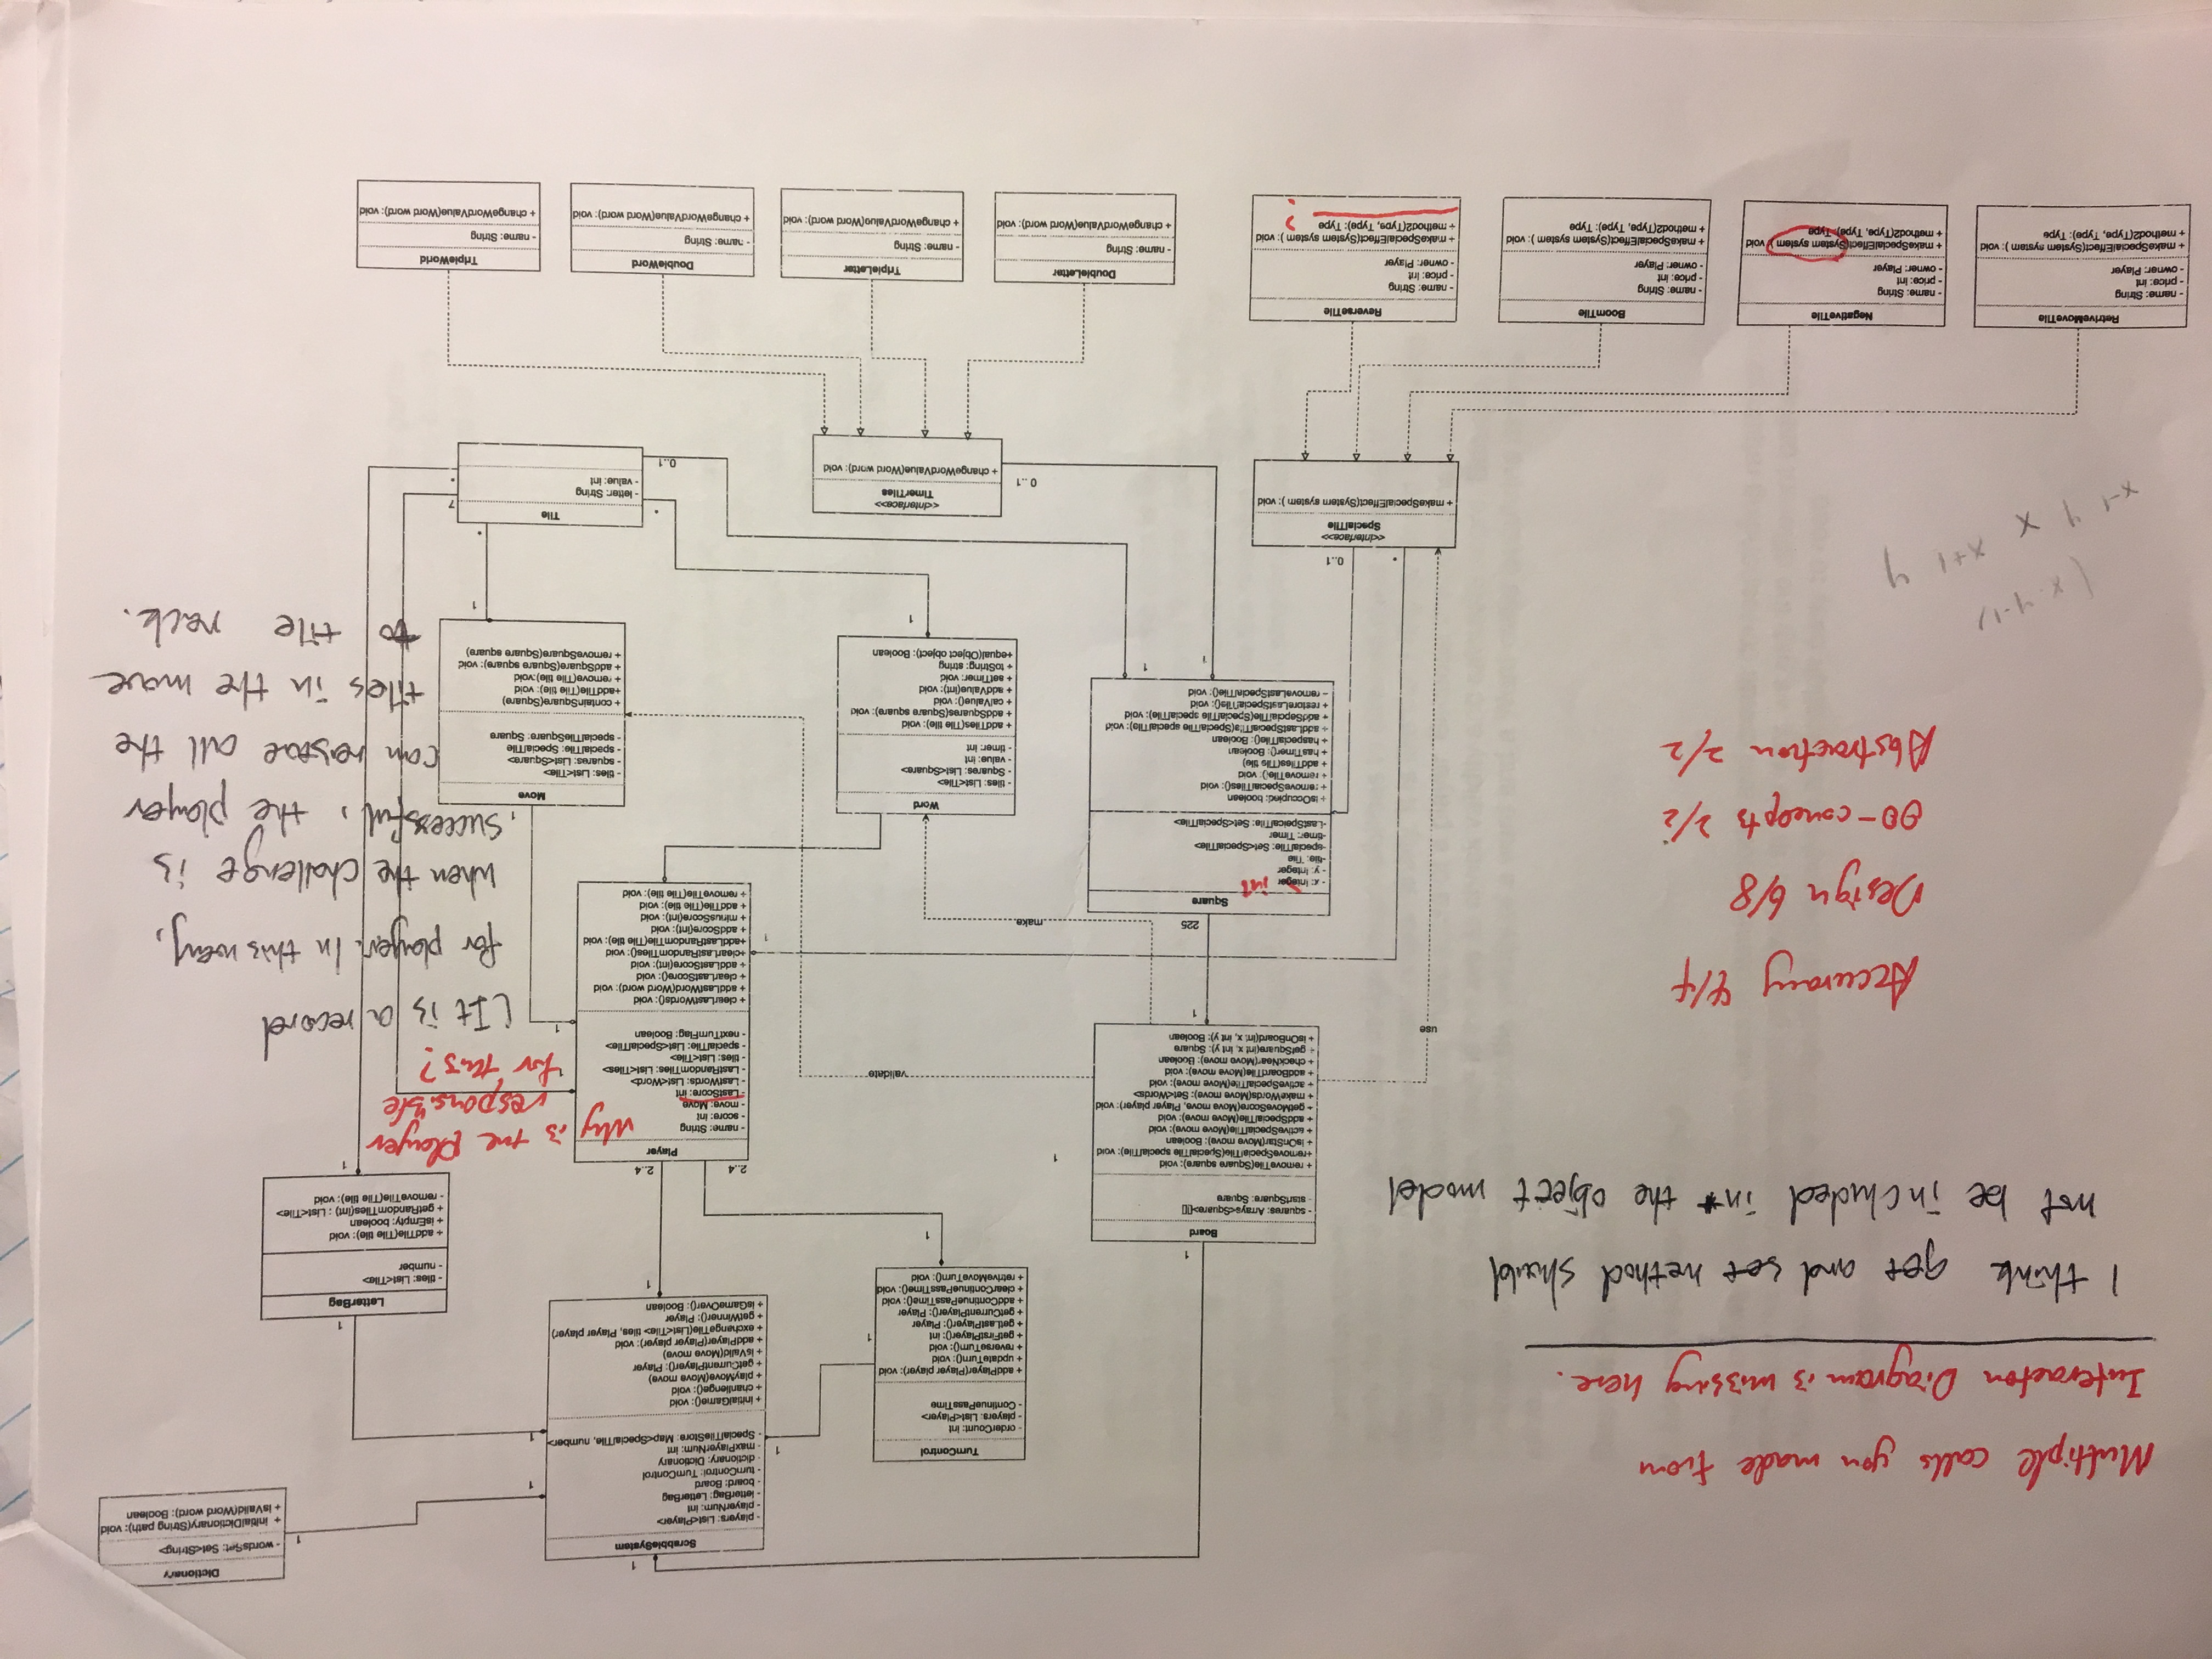 Multiple calls you made from
Interacton Diagram is missing here.
I think get and set method should
not be included in the object model
Accuracy 4/4
Design 6/8
OO-concepts 2/2
Abstraction 2/2
(x. y-1)
x-1 y x x+1 y
Dictionary
- wordsSet: Set<String>
+ initialDictionary(String path): void
+ isValid(Word word): Boolean
1
1
ScrabbleSystem
- players: List<Player>
- playerNum: int
- letterBag: LetterBag
- board: Board
- turnControl: TurnControl
- dictionary: Dictionary
- maxPlayerNum: int
- SpecialTileStore: Map<SpecialTile, number>
+ initialGame(): void
+ chanllenge(): void
+ playMove(Move move)
+ getCurrentPlayer(): Player
+ isValid(Move move)
+ addPlayer(Player player): void
+ exchangeTile(List<Tile> tiles, Player player)
+ getWinner(): Player
+ isGameOver(): Boolean
1
1
1
1
1
TurnControl
- orderCount: int
- players: List<Player>
- ContinuePassTime
+ addPlayer(Player player): void
+ updateTurn(): void
+ reverseTurn(): void
+ getFirstPlayer(): int
+ getLastPlayer(): Player
+ getCurrentPlayer(): Player
+ addContinuePassTime(): void
+ clearContinuePassTime(): void
+ retriveMoveTurn(): void
1
1
LetterBag
- tiles: List<Tile>
- number
+ addTile(Tile tile): void
+ isEmpty: boolean
+ getRandomTiles(int) : List<Tile>
- removeTile(Tile tile): void
1
1
Board
- squares: Arrays<Square>[][]
- startSquare: Square
+ removeTile(Square square): void
+removeSpecialTile(SpecialTile specialTile): void
+ isOnStar(Move move): Boolean
+ activeSpecialTile(Move move): void
+ addSpecialTile(Move move): void
+ getMoveScore(Move move, Player player): void
+ makeWords(Move move): Set<Words>
+ activeSpecialTile(Move move): void
+ addBoardTile(Move move): void
+ checkNear(Move move): Boolean
+ getSquare(int x, int y): Square
+ isOnBoard(int x, int y): Boolean
1
2..4
2..4
Player
- name: String
- score: int
- move: Move
- LastScore: int
- LastWords: List<Word>
- LastRandomTiles: List<Tiles>
- tiles: List<Tile>
- specialTile: List<SpecialTile>
- nextTurnFlag: Boolean
+ clearLastWords(): void
+ addLastWord(Word word): void
+ clearLastScore(): void
+ addLastScore(int): void
+clearLastRandomTiles(): void
+addLastRandomTile(Tile tile): void
+ addScore(int): void
+ minusScore(int): void
+ addTile(Tile tile): void
+ removeTile(Tile tile): void
why is the Player
responsible
for this?
(It is a record
for player. In this way,
when the challenge is
successful, the player
can restore all the
tiles in the move
to tile rack.
use
validate
make
1
1
1
1
225
Square
- x: Integer int
- y: Integer
-tile: Tile
-specialTile: Set<SpecialTile>
-timer: Timer
-LastSpeicalTile: Set<SpecialTile>
+ isOccupied: boolean
+ removeSpecialTiles(): void
+ removeTile(): void
+ addTiles(Tile tile)
+ hasTimer(): Boolean
+ haspecialTile(): Boolean
+ addLastSpecialTile(SpecialTile specialTile): void
+ addSepcialTile(SpecialTile specialTile): void
+ restoreLastSpecialTile(): void
- removeLastSpecialTile(): void
1
1
Word
- tiles: List<Tile>
- Squares: List<Square>
- value: int
- timer: int
+ addTiles(Tile tile): void
+ addSquares(Square square): void
+ calValue(): void
+ addValue(int): void
+ setTimer: void
+ toString: string
+equal(Object object): Boolean
1
Move
- tiles: List<Tile>
- squares: List<Square>
- specialTile: SpecialTile
- specialTileSquare: Square
+ containSquare(Square)
+addTile(Tile tile): void
+ remove(Tile tile):void
+ addSquare(Square square): void
+ removeSquare(Square square)
1
*
0..1
<<interface>>
SpecialTile
+ makeSpecialEffect(System system ): void
0..1
<<interface>>
TimerTiles
+ changeWordValue(Word word): void
Tile
- letter: String
- value: int
*
*
7
*
0..1
RetriveMoveTile
- name: String
- price: int
- owner: Player
+ makeSpecialEffect(System system ): void
+ method2(Type, Type): Type
NegativeTile
- name: String
- price: int
- owner: Player
+ makeSpecialEffect(System system ): void
+ method2(Type, Type): Type
BoomTile
- name: String
- price: int
- owner: Player
+ makeSpecialEffect(System system ): void
+ method2(Type, Type): Type
ReverseTile
- name: String
- price: int
- owner: Player
+ makeSpecialEffect(System system ): void
+ method2(Type, Type): Type ?
DoubleLetter
- name: String
+ changeWordValue(Word word): void
TripleLetter
- name: String
+ changeWordValue(Word word): void
DoubleWord
- name: String
+ changeWordValue(Word word): void
TripleWorld
- name: String
+ changeWordValue(Word word): void